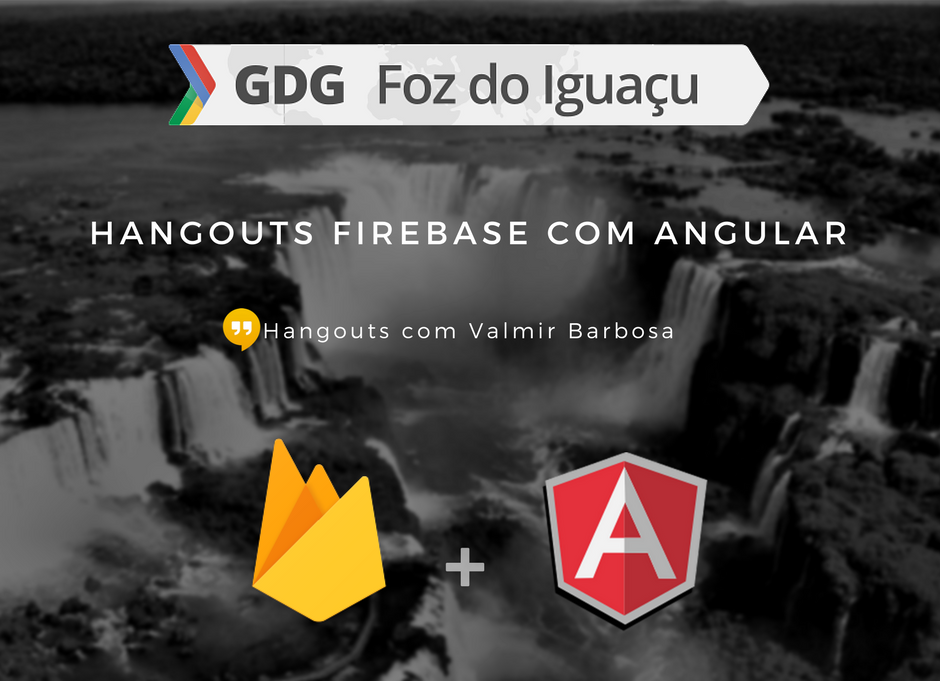 GDG Foz do Iguaçu
HANGOUTS FIREBASE COM ANGULAR
Hangouts com Valmir Barbosa
+
A